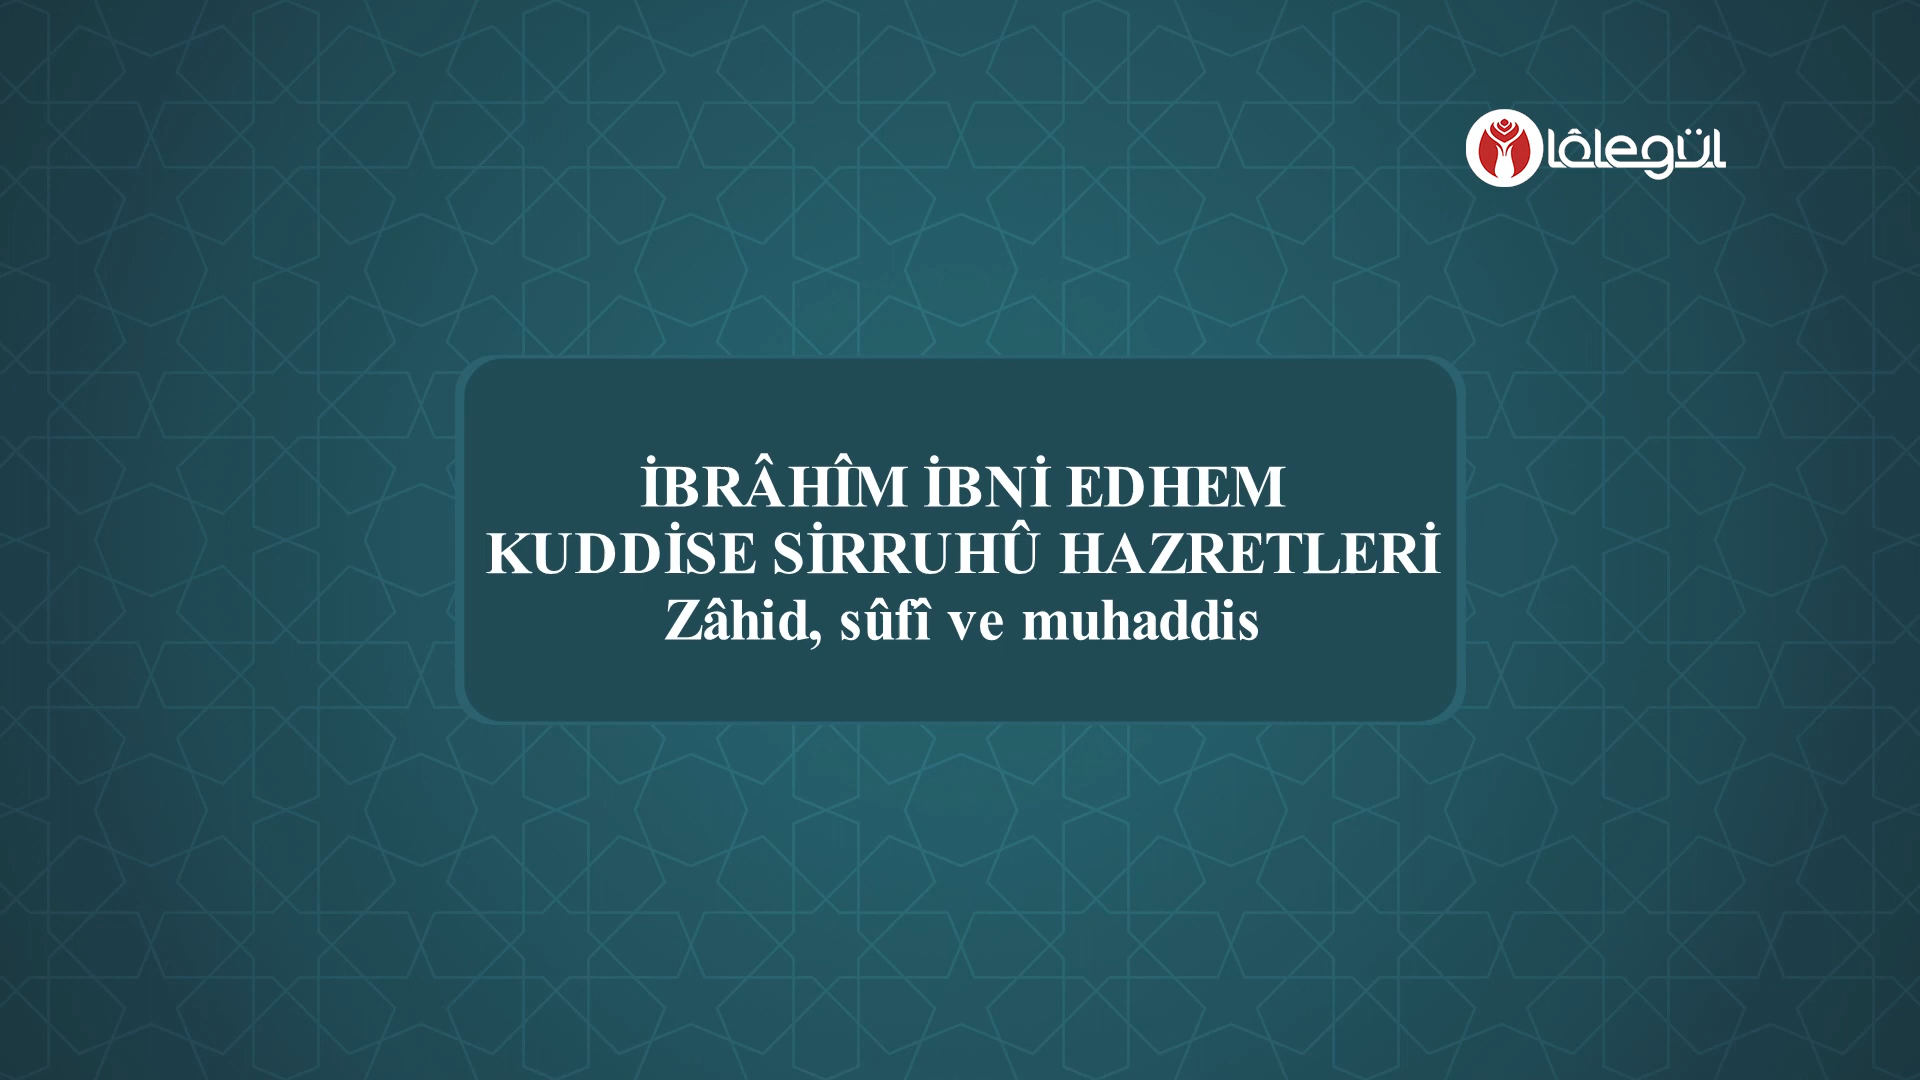 lâlegül
İBRÂHÎM İBNİ EDHEM
KUDDİSE SİRRUHÛ HAZRETLERİ
Zâhid, sûfî ve muhaddis